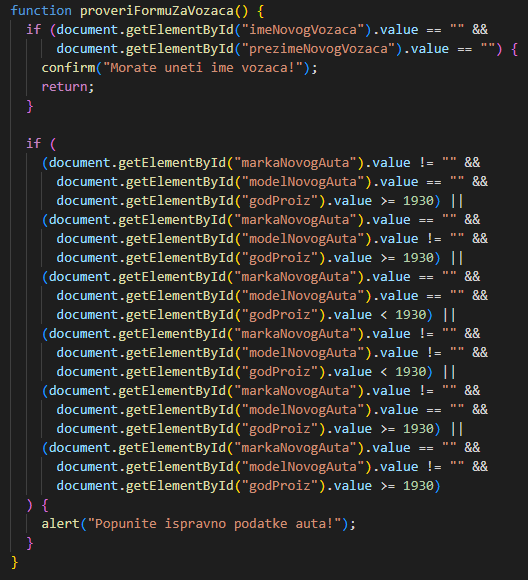 function proveriFormuZaVozaca() {
if (document.getElementById("imeNovogVozaca").value == "" &&
document.getElementById("prezimeNovogVozaca").value == "") {
confirm("Morate uneti ime vozaca!");
return;
}
if (
(document.getElementById("markaNovogAuta").value != "" &&
document.getElementById("modelNovogAuta").value == "" &&
document.getElementById("godProiz").value >= 1930) ||
(document.getElementById("markaNovogAuta").value == "" &&
document.getElementById("modelNovogAuta").value != "" &&
document.getElementById("godProiz").value >= 1930) ||
(document.getElementById("markaNovogAuta").value == "" &&
document.getElementById("modelNovogAuta").value == "" &&
document.getElementById("godProiz").value < 1930) ||
(document.getElementById("markaNovogAuta").value != "" &&
document.getElementById("modelNovogAuta").value != "" &&
document.getElementById("godProiz").value < 1930) ||
(document.getElementById("markaNovogAuta").value != "" &&
document.getElementById("modelNovogAuta").value == "" &&
document.getElementById("godProiz").value >= 1930) ||
(document.getElementById("markaNovogAuta").value == "" &&
document.getElementById("modelNovogAuta").value != "" &&
document.getElementById("godProiz").value >= 1930)
) {
alert("Popunite ispravno podatke auta!");
}
}